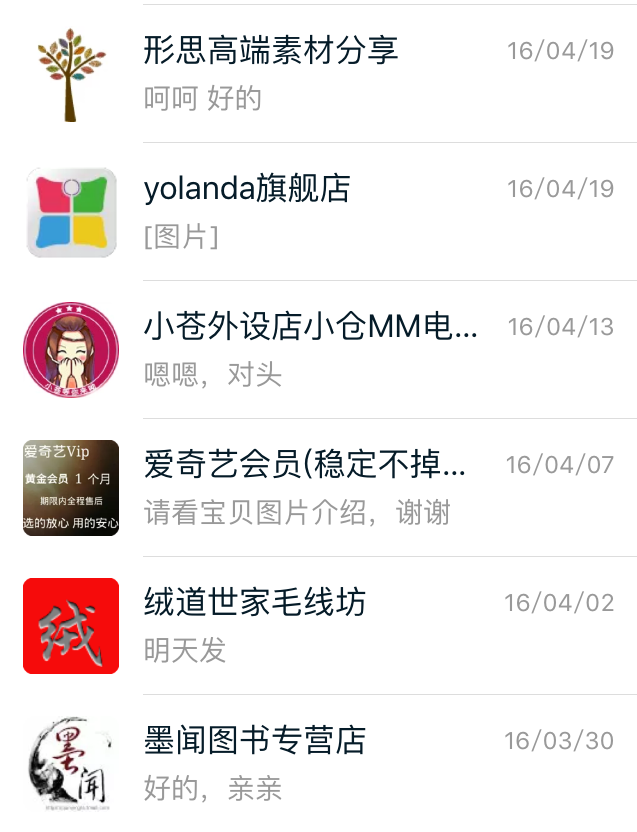 形思高端素材分享
16/04/19
呵呵 好的
yolanda旗舰店
16/04/19
[图片]
小苍外设店小仓MM电...
16/04/13
嗯嗯，对头
爱奇艺Vip
黄金会员 1 个月
期限内全程售后
选的放心 用的安心
爱奇艺会员(稳定不掉...
16/04/07
请看宝贝图片介绍，谢谢
绒
绒道世家毛线坊
16/04/02
明天发
墨闻
墨闻图书专营店
16/03/30
好的，亲亲